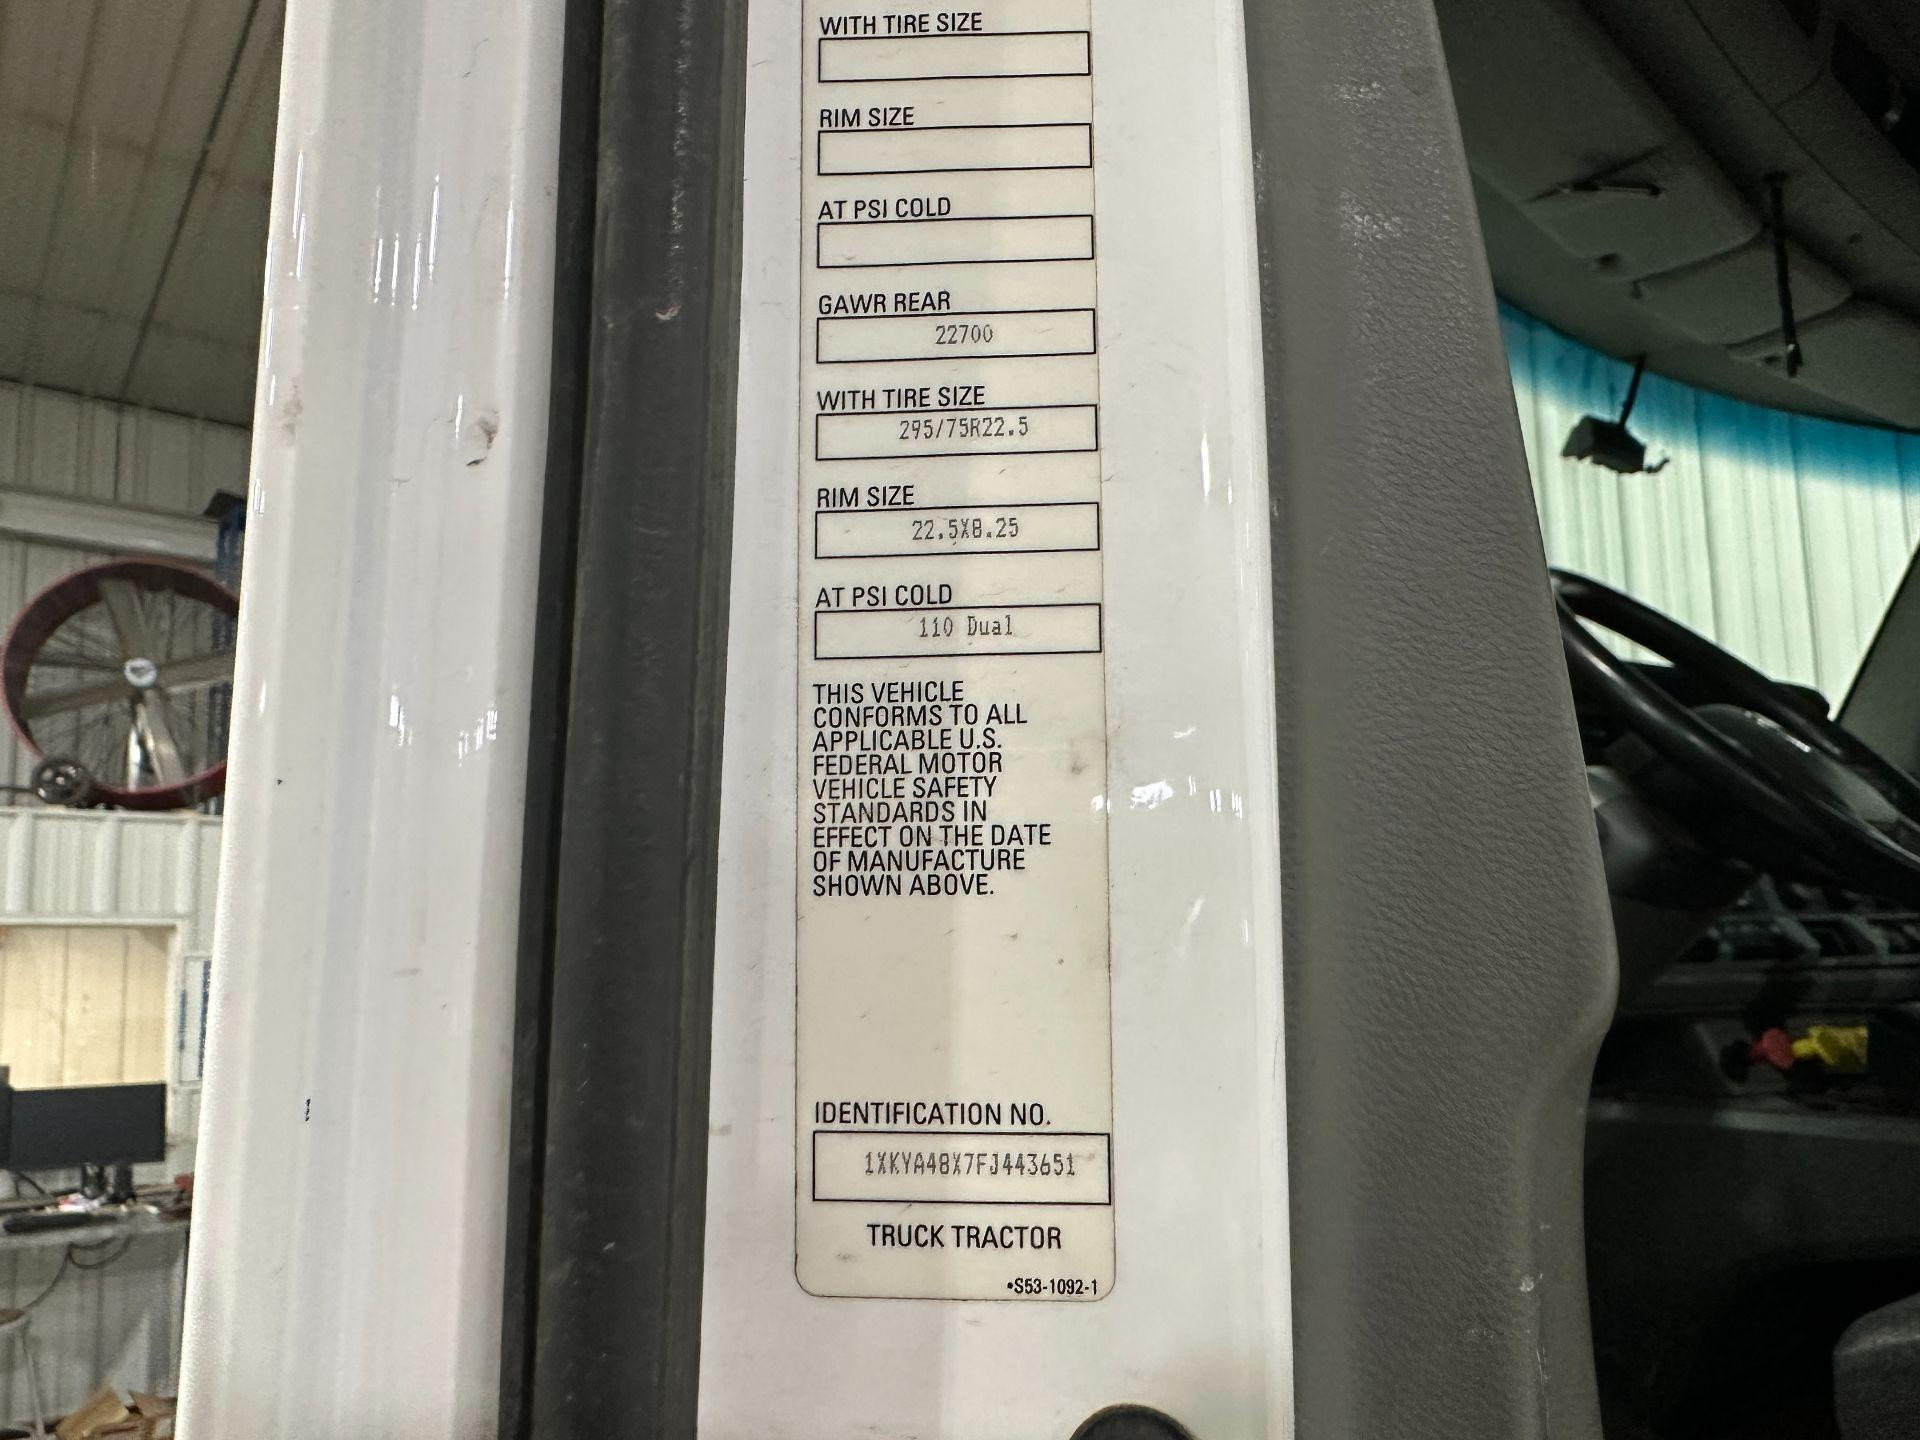 WITH TIRE SIZE
RIM SIZE
AT PSI COLD
GAWR REAR
22700
WITH TIRE SIZE
295/75R22.5
RIM SIZE
22.5X8.25
AT PSI COLD
110 Dual
THIS VEHICLE
CONFORMS TO ALL
APPLICABLE U.S.
FEDERAL MOTOR
VEHICLE SAFETY
STANDARDS IN
EFFECT ON THE DATE
OF MANUFACTURE
SHOWN ABOVE.
IDENTIFICATION NO.
1XKYA48X7FJ443651
TRUCK TRACTOR
•S53-1092-1